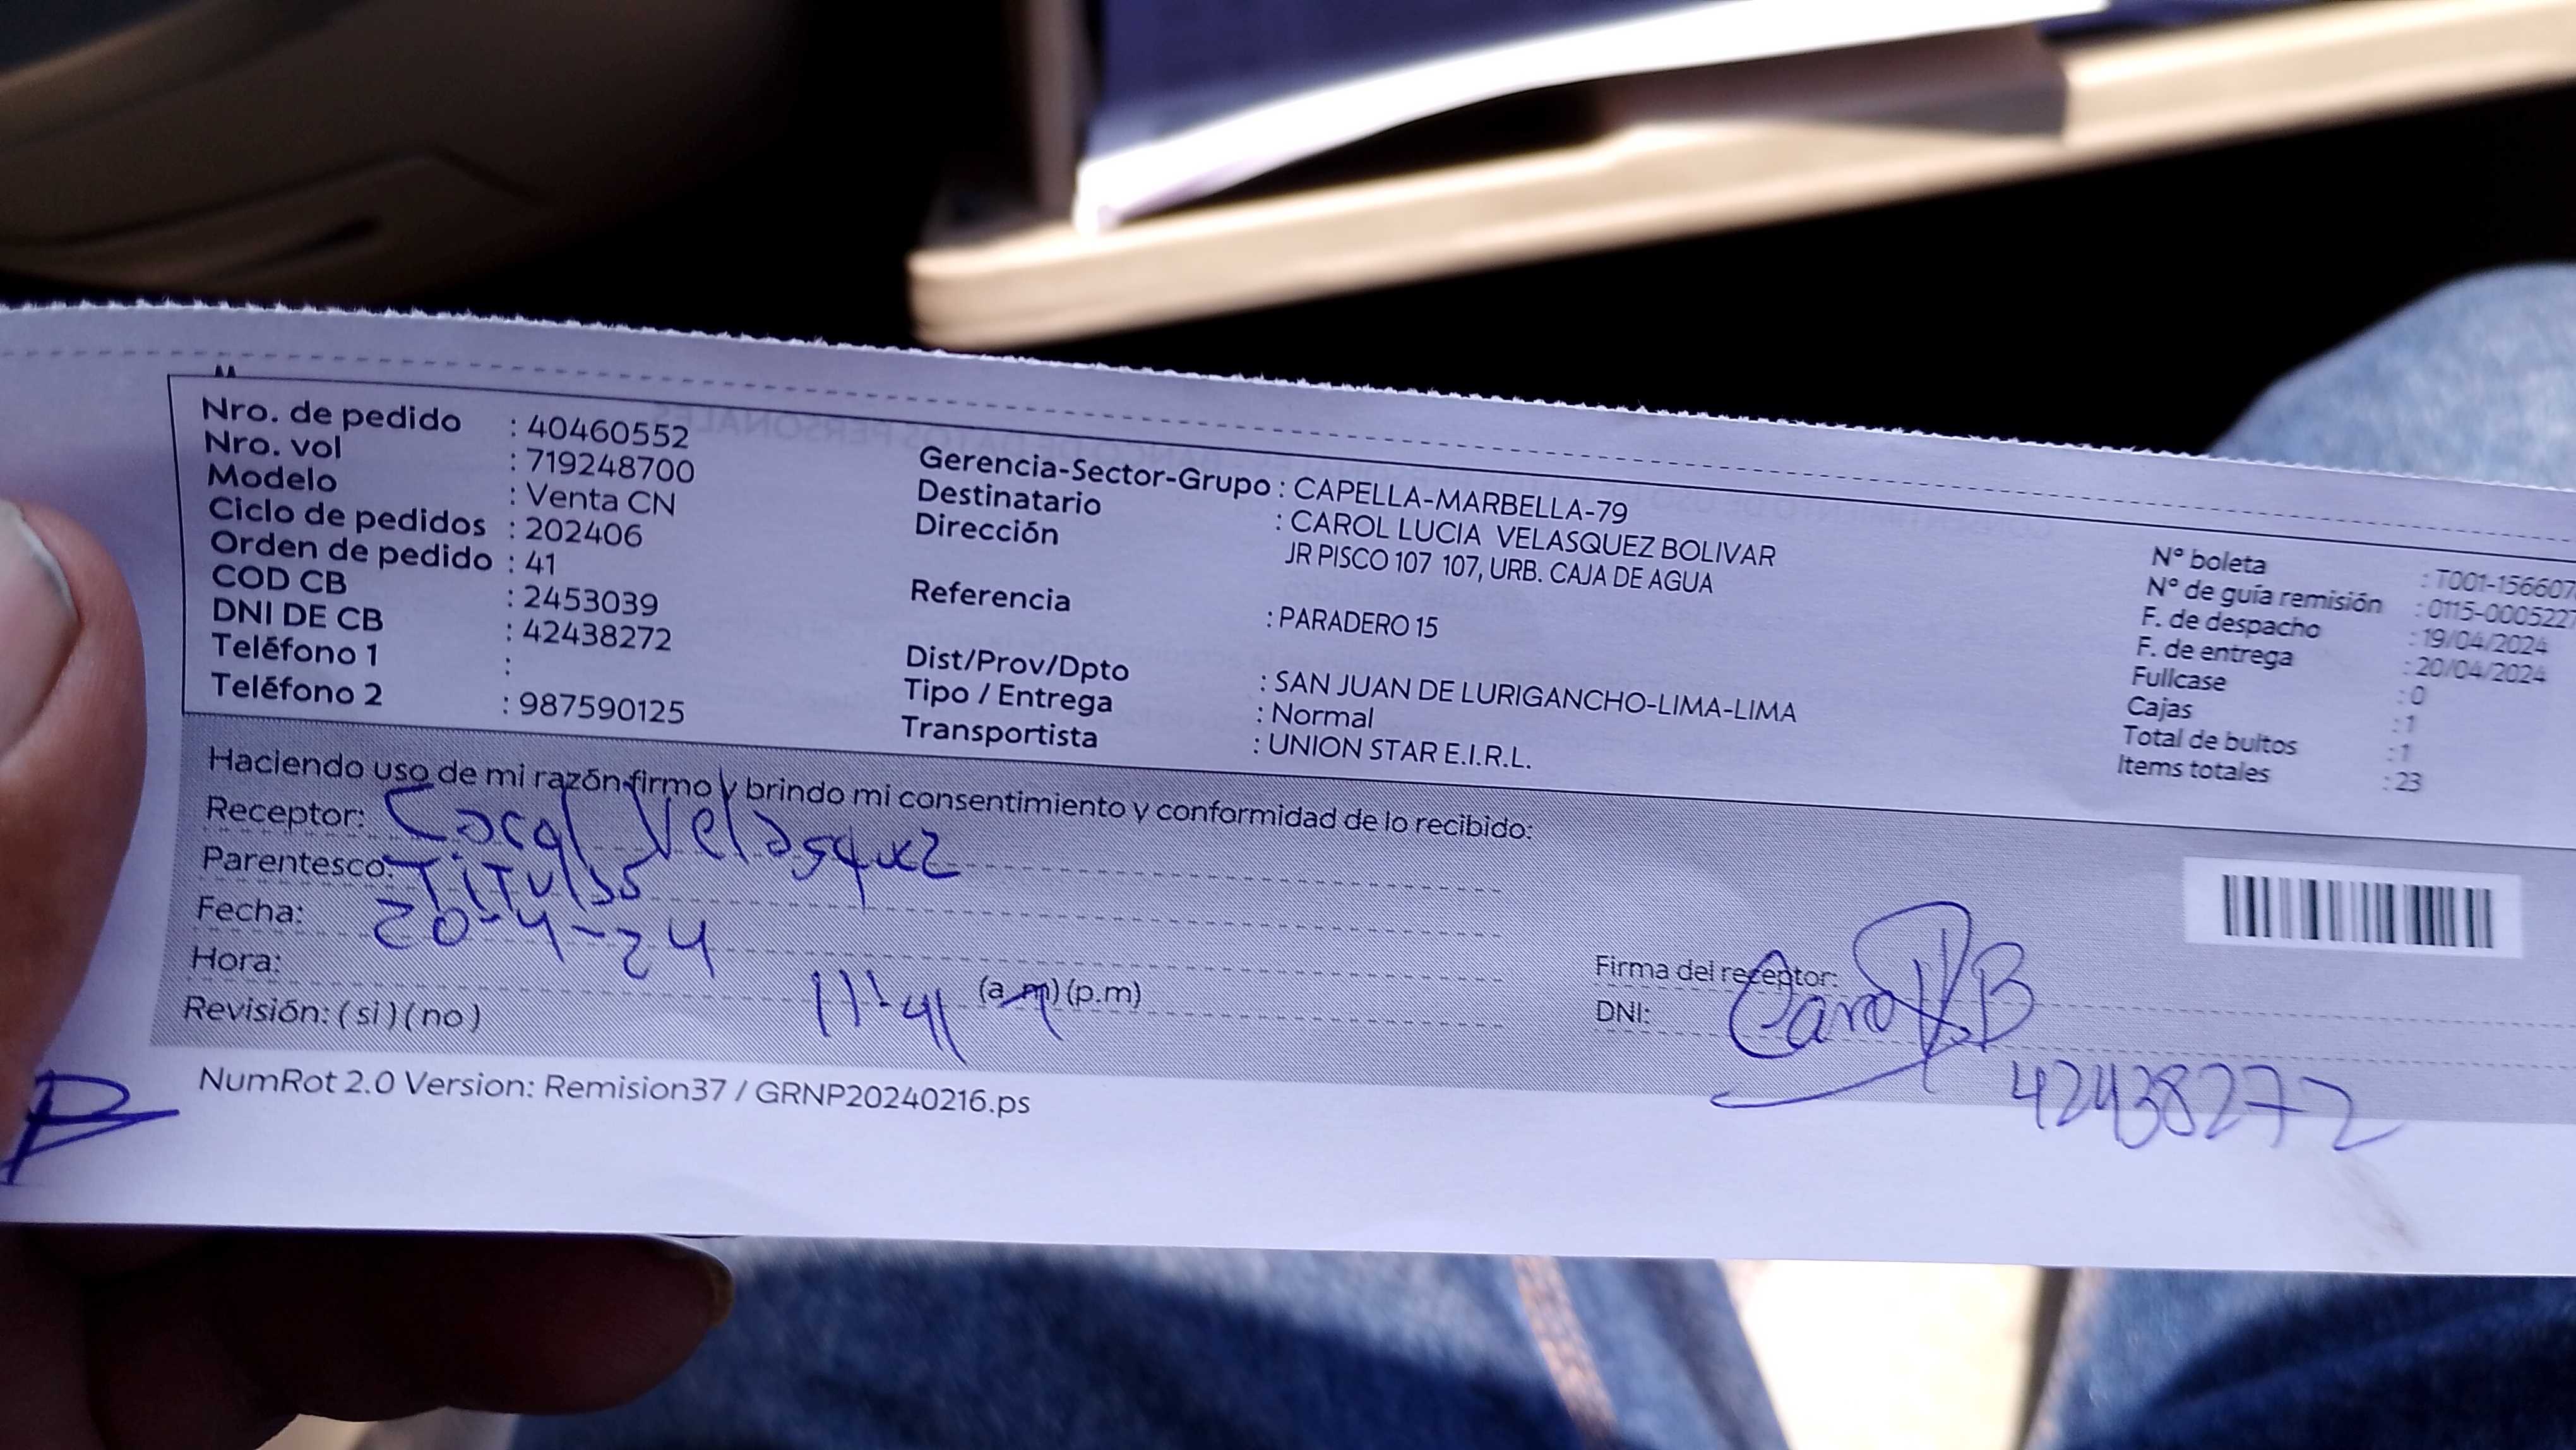 Nro. de pedido : 40460552
Nro. vol : 719248700
Modelo : Venta CN
Ciclo de pedidos : 202406
Orden de pedido : 41
COD CB : 2453039
DNI DE CB : 42438272
Teléfono 1 :
Teléfono 2 : 987590125
Gerencia-Sector-Grupo : CAPELLA-MARBELLA-79
Destinatario : CAROL LUCIA VELASQUEZ BOLIVAR
Dirección JR PISCO 107 107, URB. CAJA DE AGUA
Referencia : PARADERO 15
Dist/Prov/Dpto : SAN JUAN DE LURIGANCHO-LIMA-LIMA
Tipo / Entrega : Normal
Transportista : UNION STAR E.I.R.L.
N° boleta : T001-156607
N° de guía remisión : 0115-0005227
F. de despacho : 19/04/2024
F. de entrega : 20/04/2024
Fullcase : 0
Cajas : 1
Total de bultos : 1
Items totales : 23
Haciendo uso de mi razón firmo y brindo mi consentimiento y conformidad de lo recibido:
Receptor: Carol Velasquez
Parentesco:
Fecha: 20-4-24
Hora: 11:41 (a.m)(p.m)
Revisión: (si)(no)
Firma del receptor: Carol VB
DNI: 42438272
NumRot 2.0 Version: Remision37 / GRNP20240216.ps